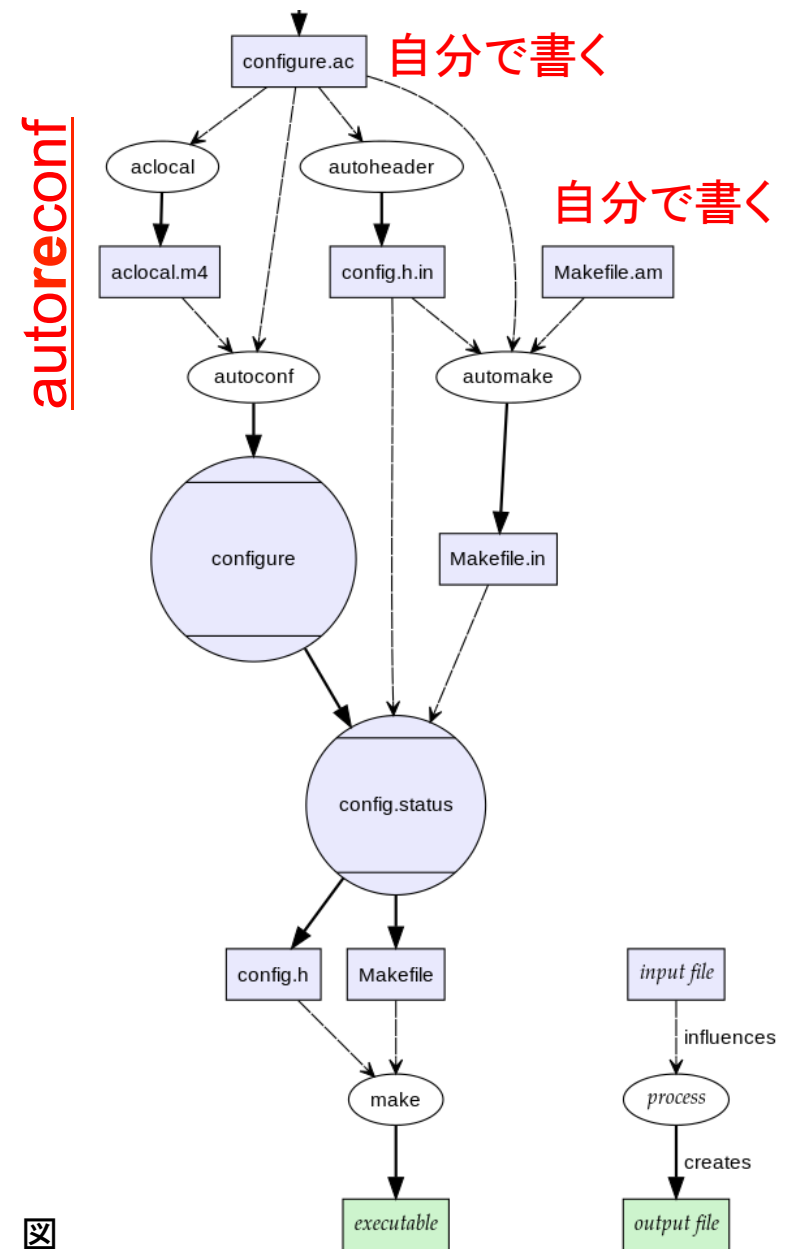 configure.ac
自分で書く
autoreconf
aclocal
autoheader
自分で書く
aclocal.m4
config.h.in
Makefile.am
autoconf
automake
configure
Makefile.in
config.status
config.h
Makefile
input file
influences
make
process
creates
executable
output file
図